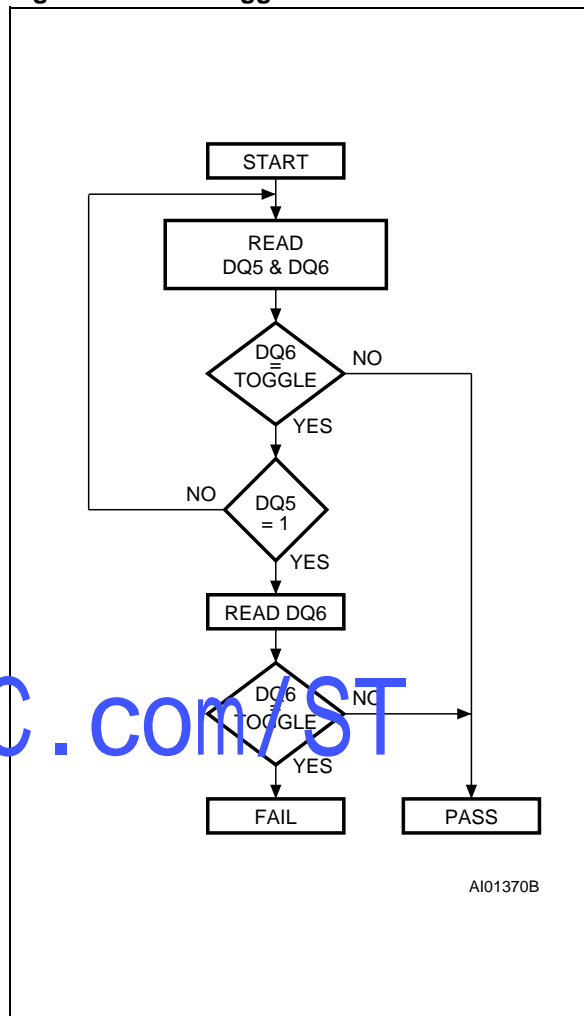 START
READ
DQ5 & DQ6
DQ6
=
TOGGLE
NO
YES
NO
DQ5
= 1
YES
READ DQ6
DQ6
=
TOGGLE
NO
YES
C.com/ST
FAIL
PASS
AI01370B